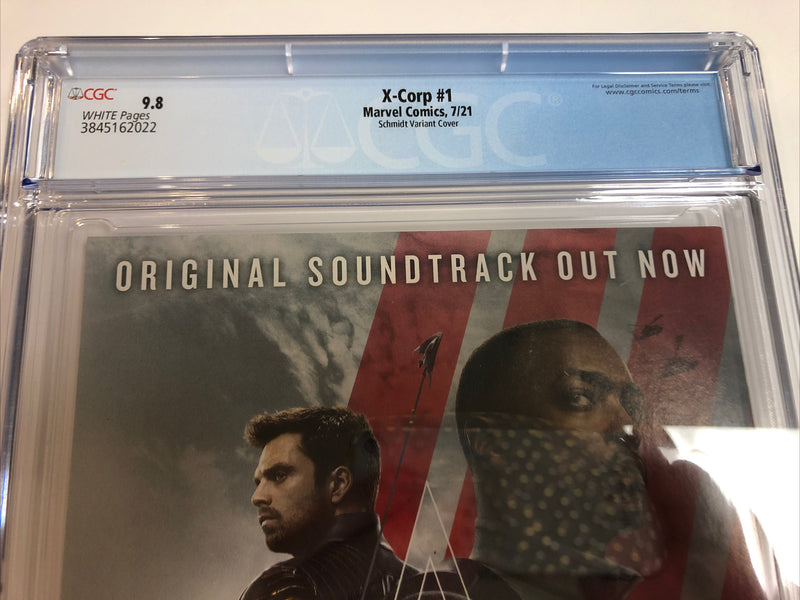 CGC 9.8
WHITE Pages
3845162022
X-Corp #1
Marvel Comics, 7/21
Schmidt Variant Cover
For Legal Disclaimer and Service Terms please visit
www.cgccomics.com/terms
CGC®
ORIGINAL SOUNDTRACK OUT NOW